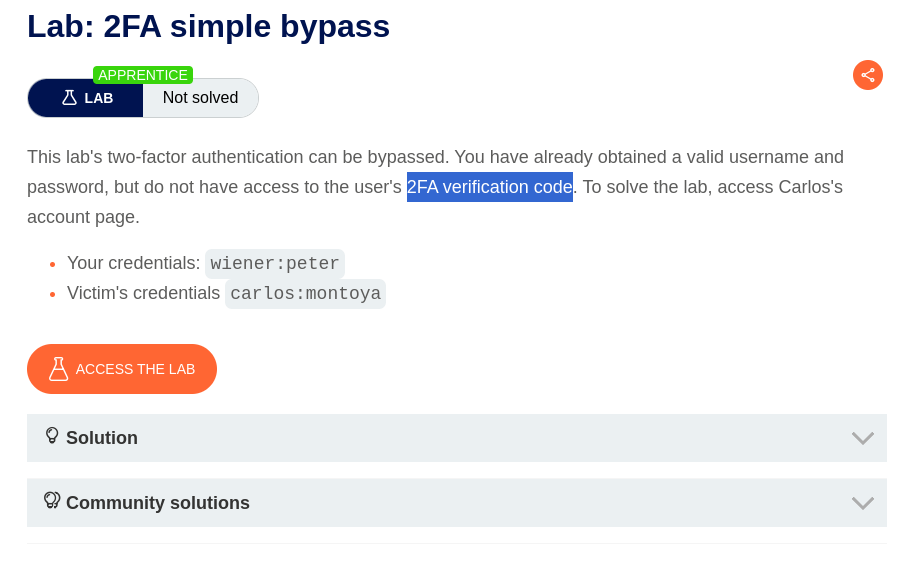 Lab: 2FA simple bypass
APPRENTICE
LAB
Not solved
This lab's two-factor authentication can be bypassed. You have already obtained a valid username and
password, but do not have access to the user's 2FA verification code. To solve the lab, access Carlos's
account page.
Your credentials: wiener:peter
Victim's credentials carlos:montoya
ACCESS THE LAB
Solution
Community solutions